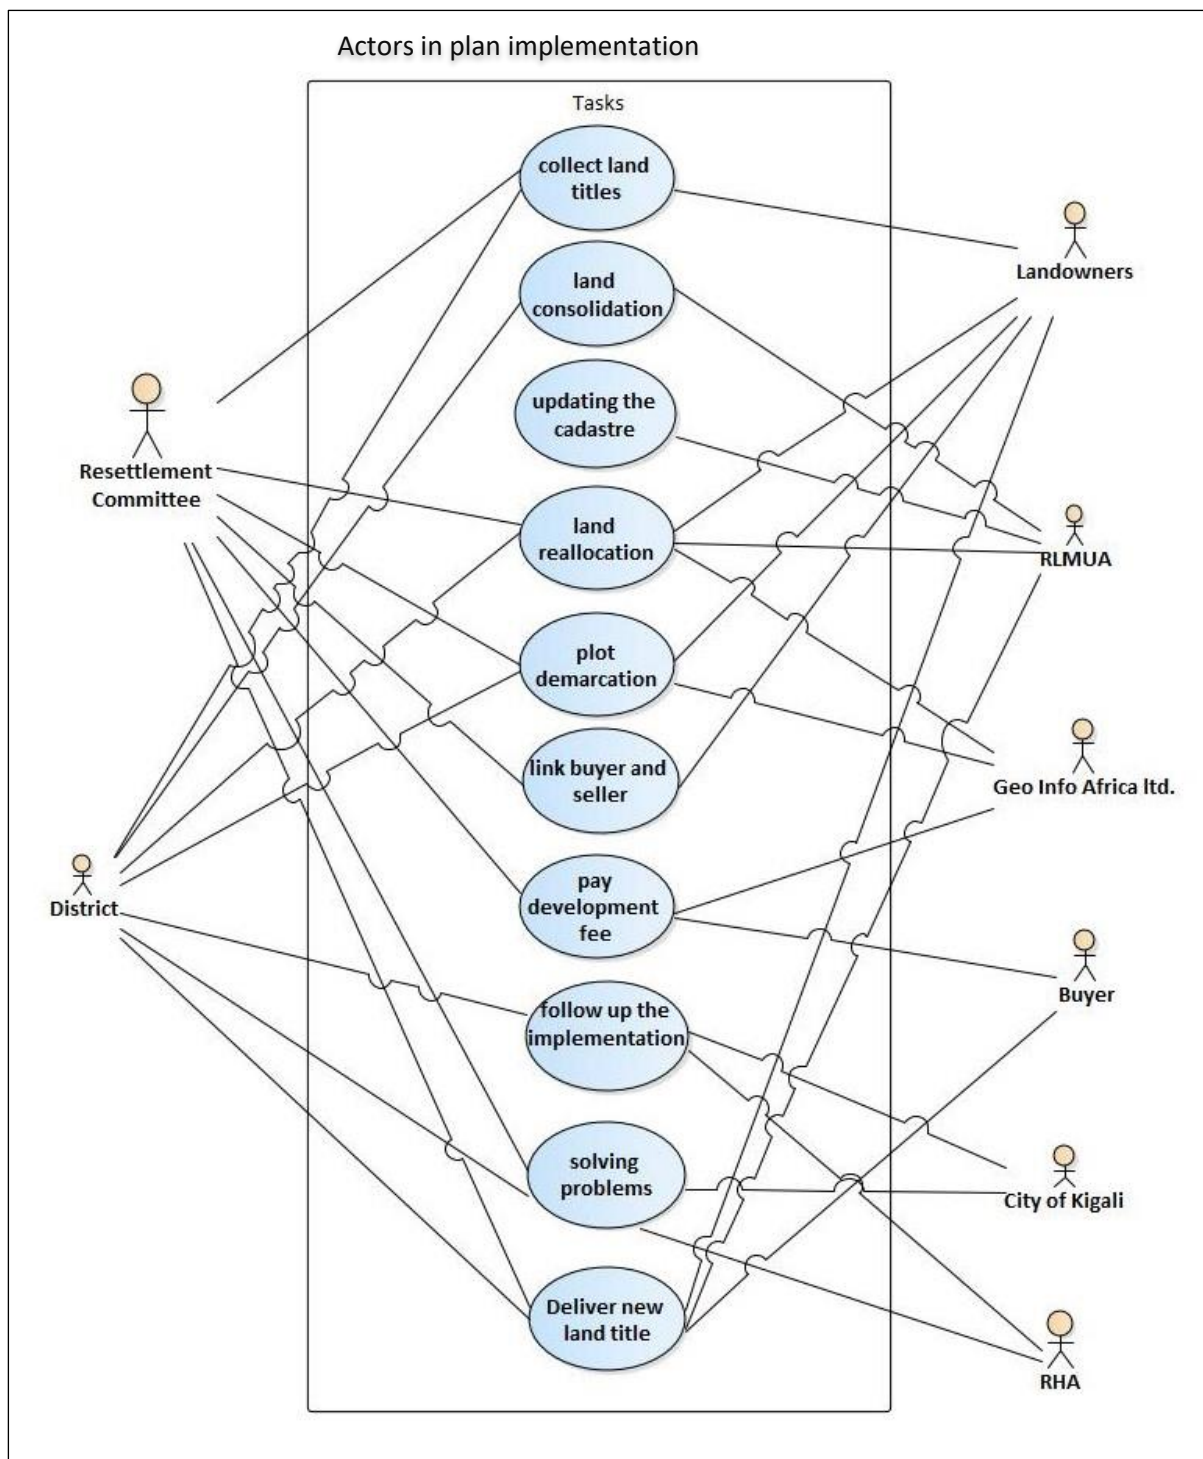 Actors in plan implementation
Tasks
collect land
titles
land
consolidation
updating the
cadastre
land
reallocation
plot
demarcation
link buyer and
seller
pay
development
fee
follow up the
implementation
solving
problems
Deliver new
land title
Resettlement
Committee
District
Landowners
RLMUA
Geo Info Africa ltd.
Buyer
City of Kigali
RHA